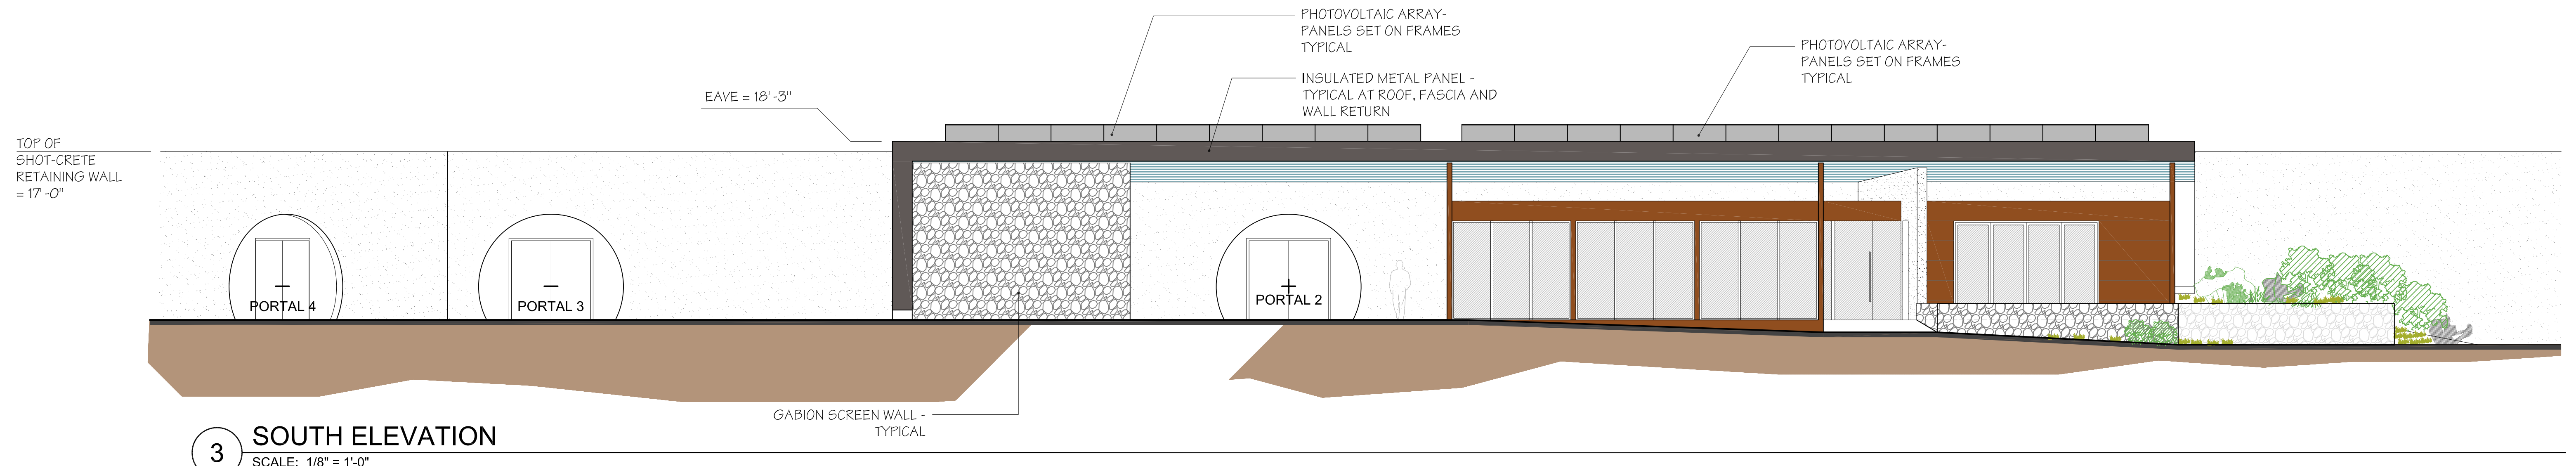 PHOTOVOLTAIC ARRAY-
PANELS SET ON FRAMES
TYPICAL
PHOTOVOLTAIC ARRAY-
PANELS SET ON FRAMES
TYPICAL
INSULATED METAL PANEL -
TYPICAL AT ROOF, FASCIA AND
WALL RETURN
EAVE = 18'-3"
TOP OF
SHOT-CRETE
RETAINING WALL
= 17'-0"
PORTAL 4
PORTAL 3
PORTAL 2
GABION SCREEN WALL -
TYPICAL
3
SOUTH ELEVATION
SCALE: 1/8" = 1'-0"